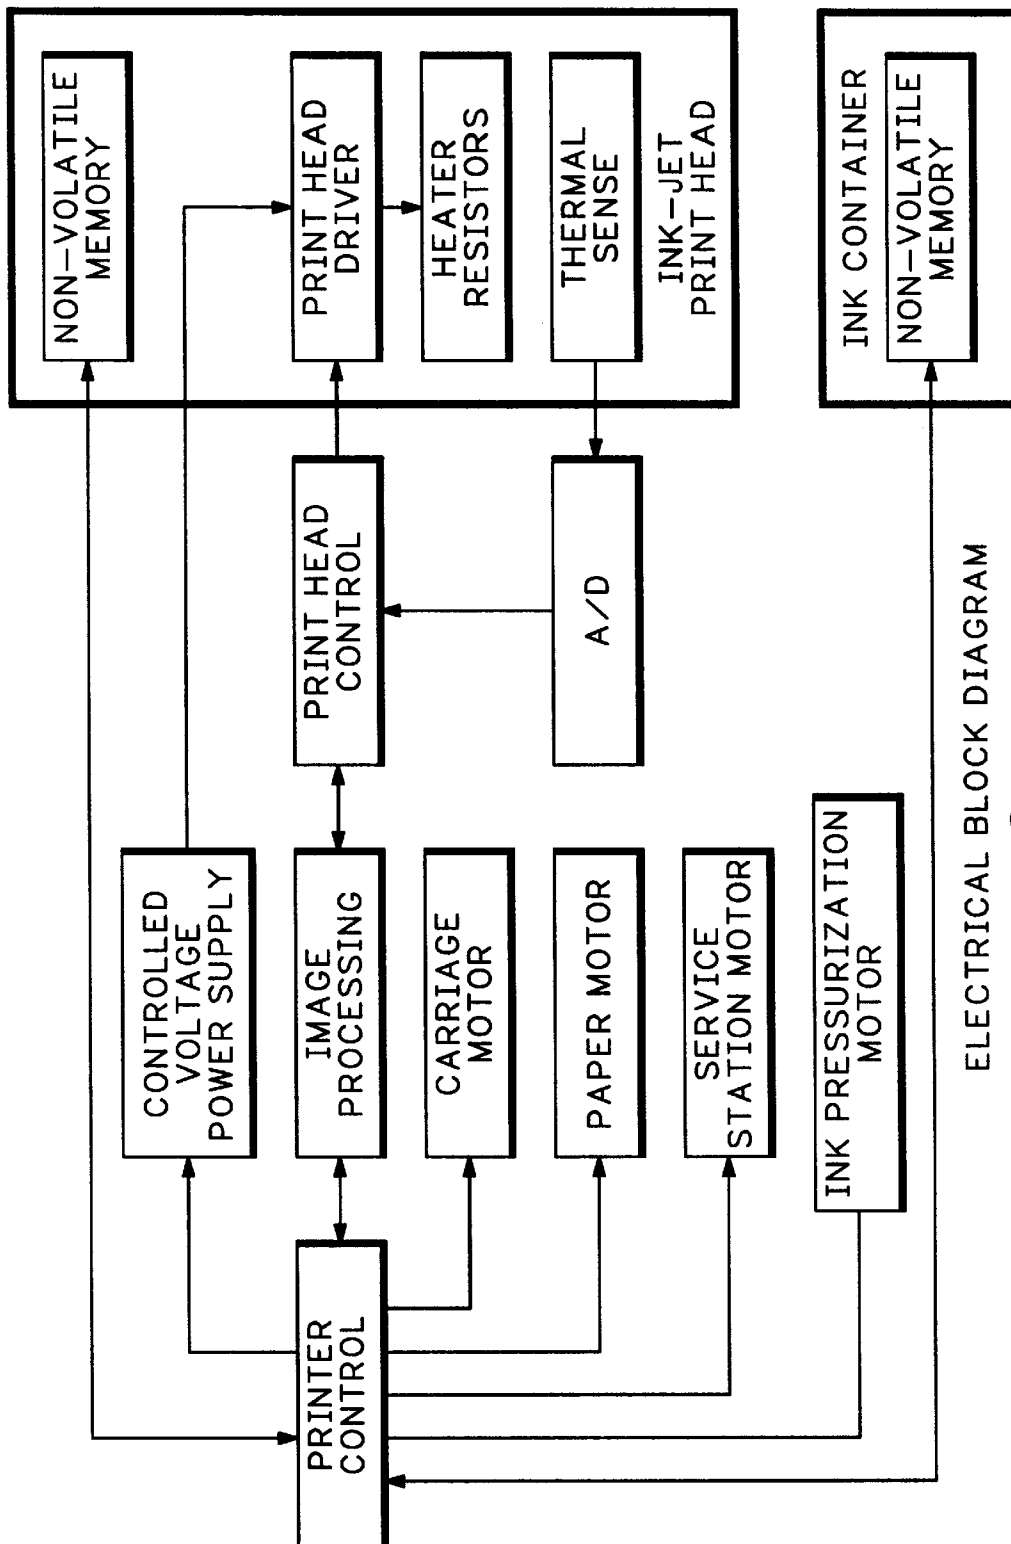 NON-VOLATILE
MEMORY
CONTROLLED
VOLTAGE
POWER SUPPLY
PRINTER
CONTROL
IMAGE
PROCESSING
PRINT HEAD
CONTROL
PRINT HEAD
DRIVER
CARRIAGE
MOTOR
HEATER
RESISTORS
PAPER MOTOR
A/D
THERMAL
SENSE
SERVICE
STATION MOTOR
INK-JET
PRINT HEAD
INK PRESSURIZATION
MOTOR
INK CONTAINER
NON-VOLATILE
MEMORY
ELECTRICAL BLOCK DIAGRAM